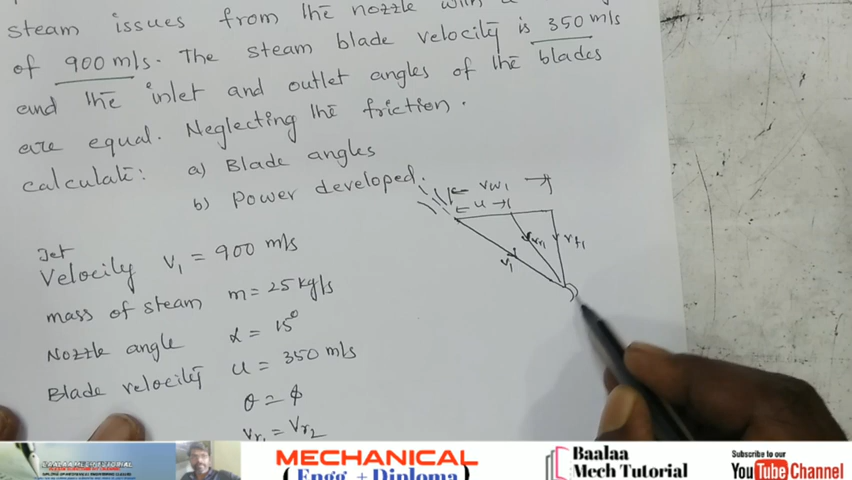 steam issues from the nozzle with a
of 900 m/s. The steam blade velocity is 350 m/s
and the inlet and outlet angles of the blades
are equal. Neglecting the friction.
calculate: a) Blade angles
b) Power developed.
Jet
Velocity V1 = 900 m/s
mass of steam m = 25 kg/s
Nozzle angle α = 15°
Blade velocity u = 350 m/s
θ = φ
Vr1 = Vr2
Vw1
u
V1
Vr1
Vf1
BAALAA MECH TUTORIAL
MECHANICAL
(Engg. + Diploma)
Baalaa
Mech Tutorial
Subscribe to our
YouTube Channel